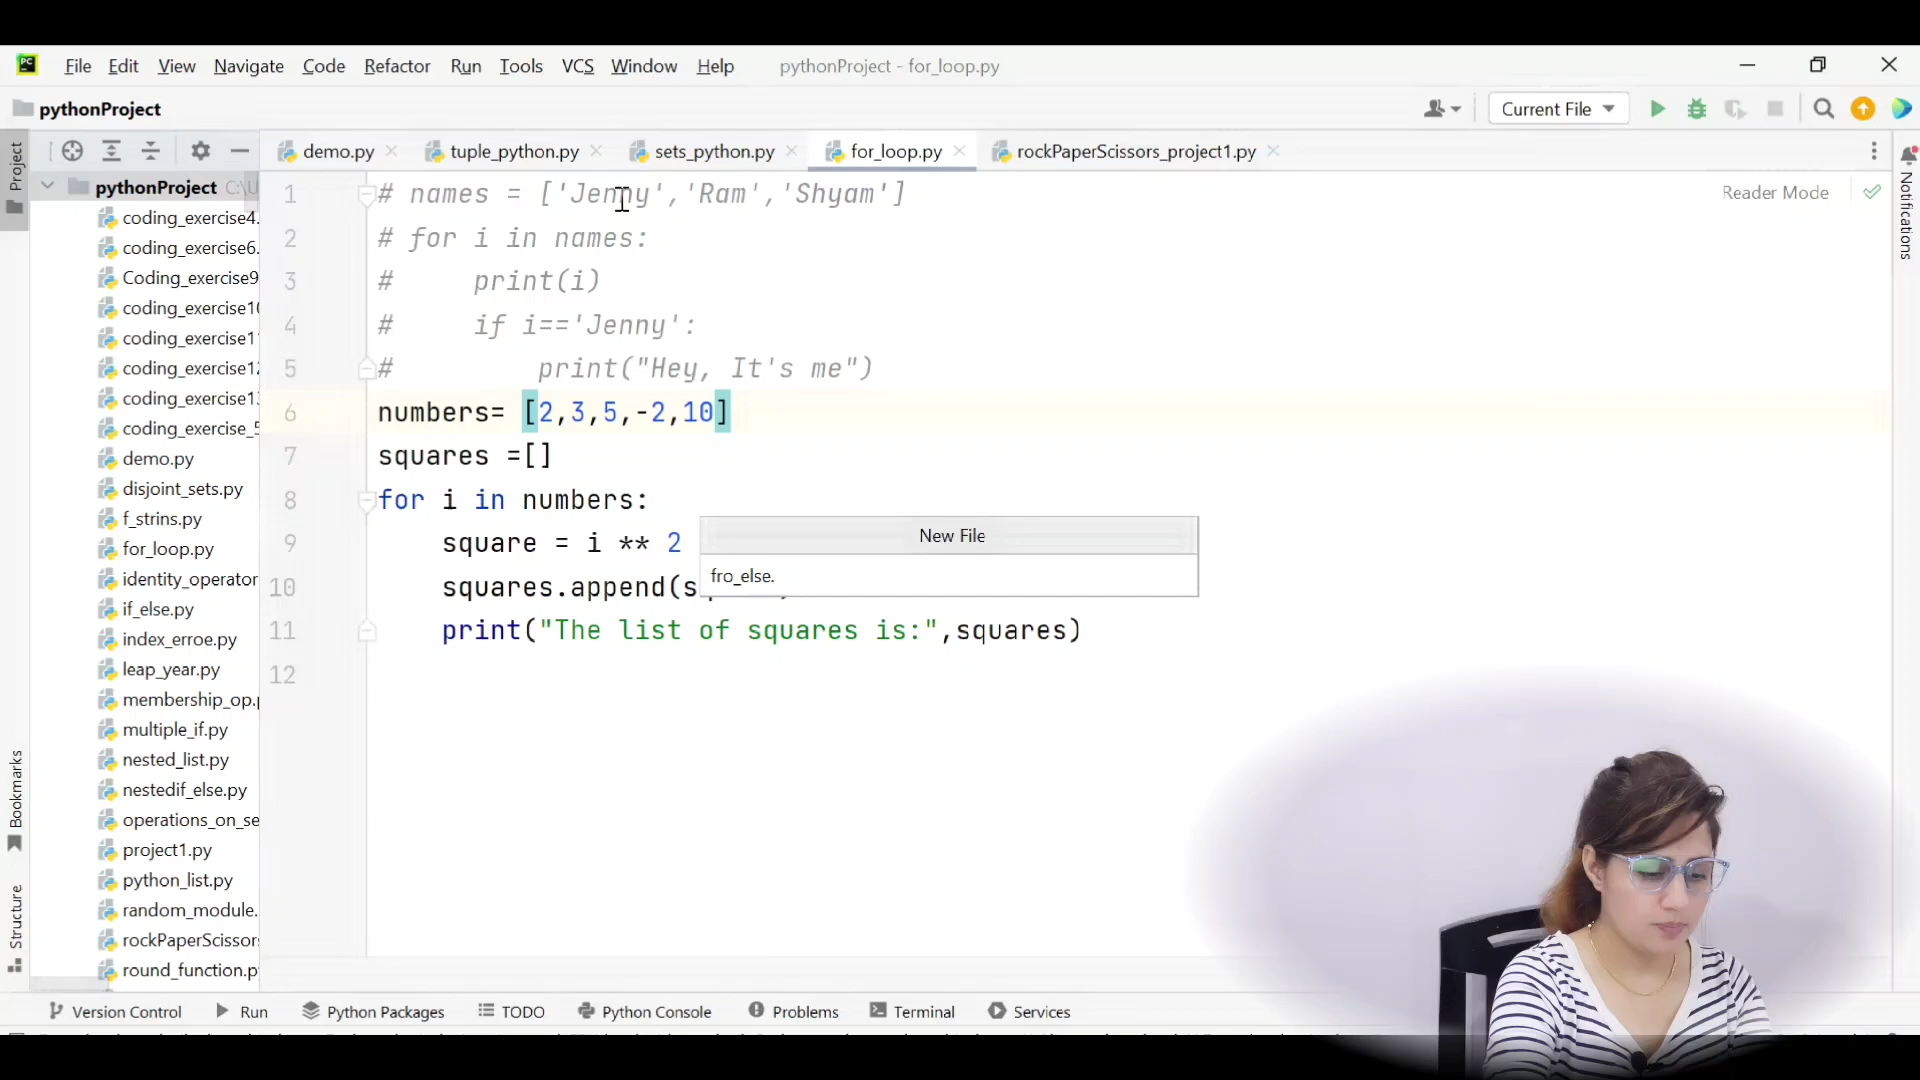 PC File Edit View Navigate Code Refactor Run Tools VCS Window Help pythonProject - for_loop.py
pythonProject Current File
Project demo.py tuple_python.py sets_python.py for_loop.py rockPaperScissors_project1.py
pythonProject C:\U
coding_exercise4.
coding_exercise6.
Coding_exercise9
coding_exercise10
coding_exercise11
coding_exercise12
coding_exercise13
coding_exercise_5
demo.py
disjoint_sets.py
f_strins.py
for_loop.py
identity_operator
if_else.py
index_erroe.py
leap_year.py
membership_op.p
multiple_if.py
nested_list.py
nestedif_else.py
operations_on_se
project1.py
python_list.py
random_module.
rockPaperScissors
round_function.p
1 # names = ['Jenny','Ram','Shyam']
2 # for i in names:
3 #     print(i)
4 #     if i=='Jenny':
5 #         print("Hey, It's me")
6 numbers= [2,3,5,-2,10]
7 squares =[]
8 for i in numbers:
9     square = i ** 2
10     squares.append(s
11     print("The list of squares is:",squares)
12
New File
fro_else.
Reader Mode
Notifications
Bookmarks
Structure
Version Control Run Python Packages TODO Python Console Problems Terminal Services